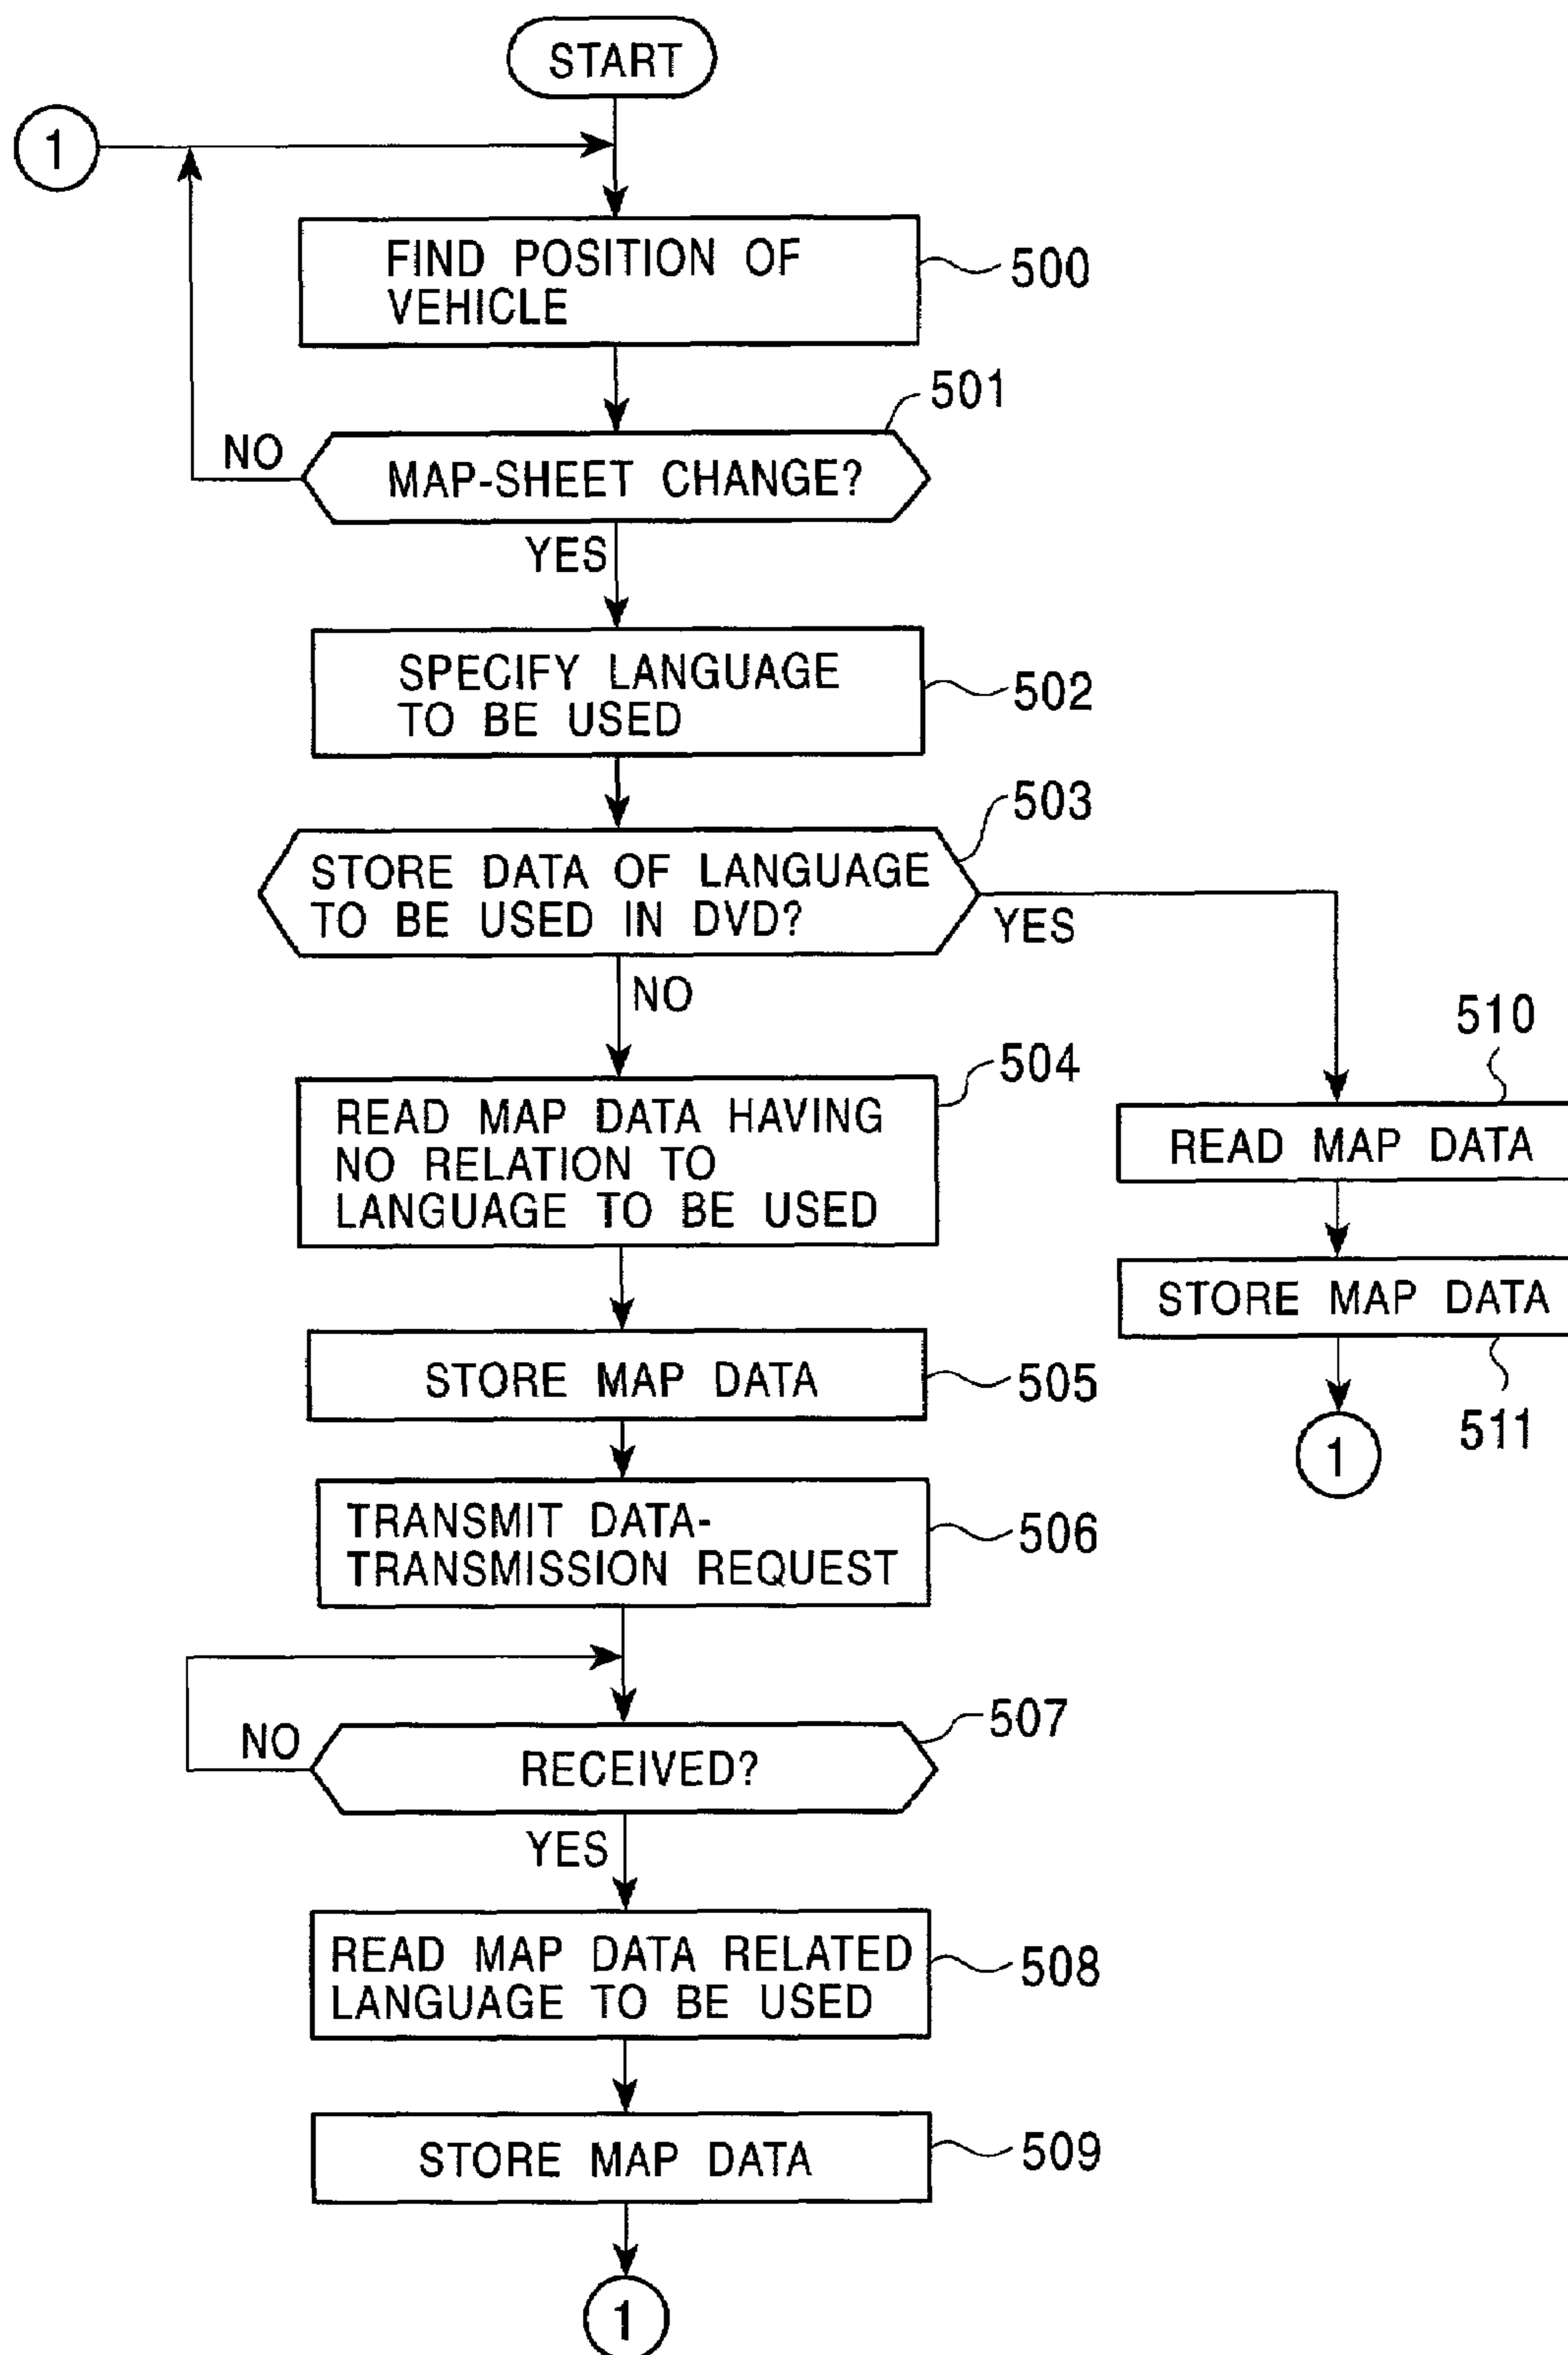 START
1
FIND POSITION OF
VEHICLE
500
501
NO
MAP-SHEET CHANGE?
YES
SPECIFY LANGUAGE
TO BE USED
502
503
STORE DATA OF LANGUAGE
TO BE USED IN DVD?
YES
NO
504
READ MAP DATA HAVING
NO RELATION TO
LANGUAGE TO BE USED
510
READ MAP DATA
STORE MAP DATA
511
1
STORE MAP DATA
505
TRANSMIT DATA-
TRANSMISSION REQUEST
506
507
NO
RECEIVED?
YES
READ MAP DATA RELATED
LANGUAGE TO BE USED
508
STORE MAP DATA
509
1